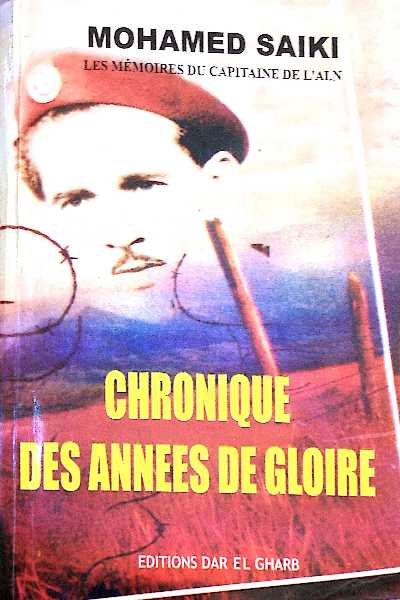 MOHAMED SAIKI
LES MÉMOIRES DU CAPITAINE DE L'ALN
CHRONIQUE
DES ANNEES DE GLOIRE
EDITIONS DAR EL GHARB